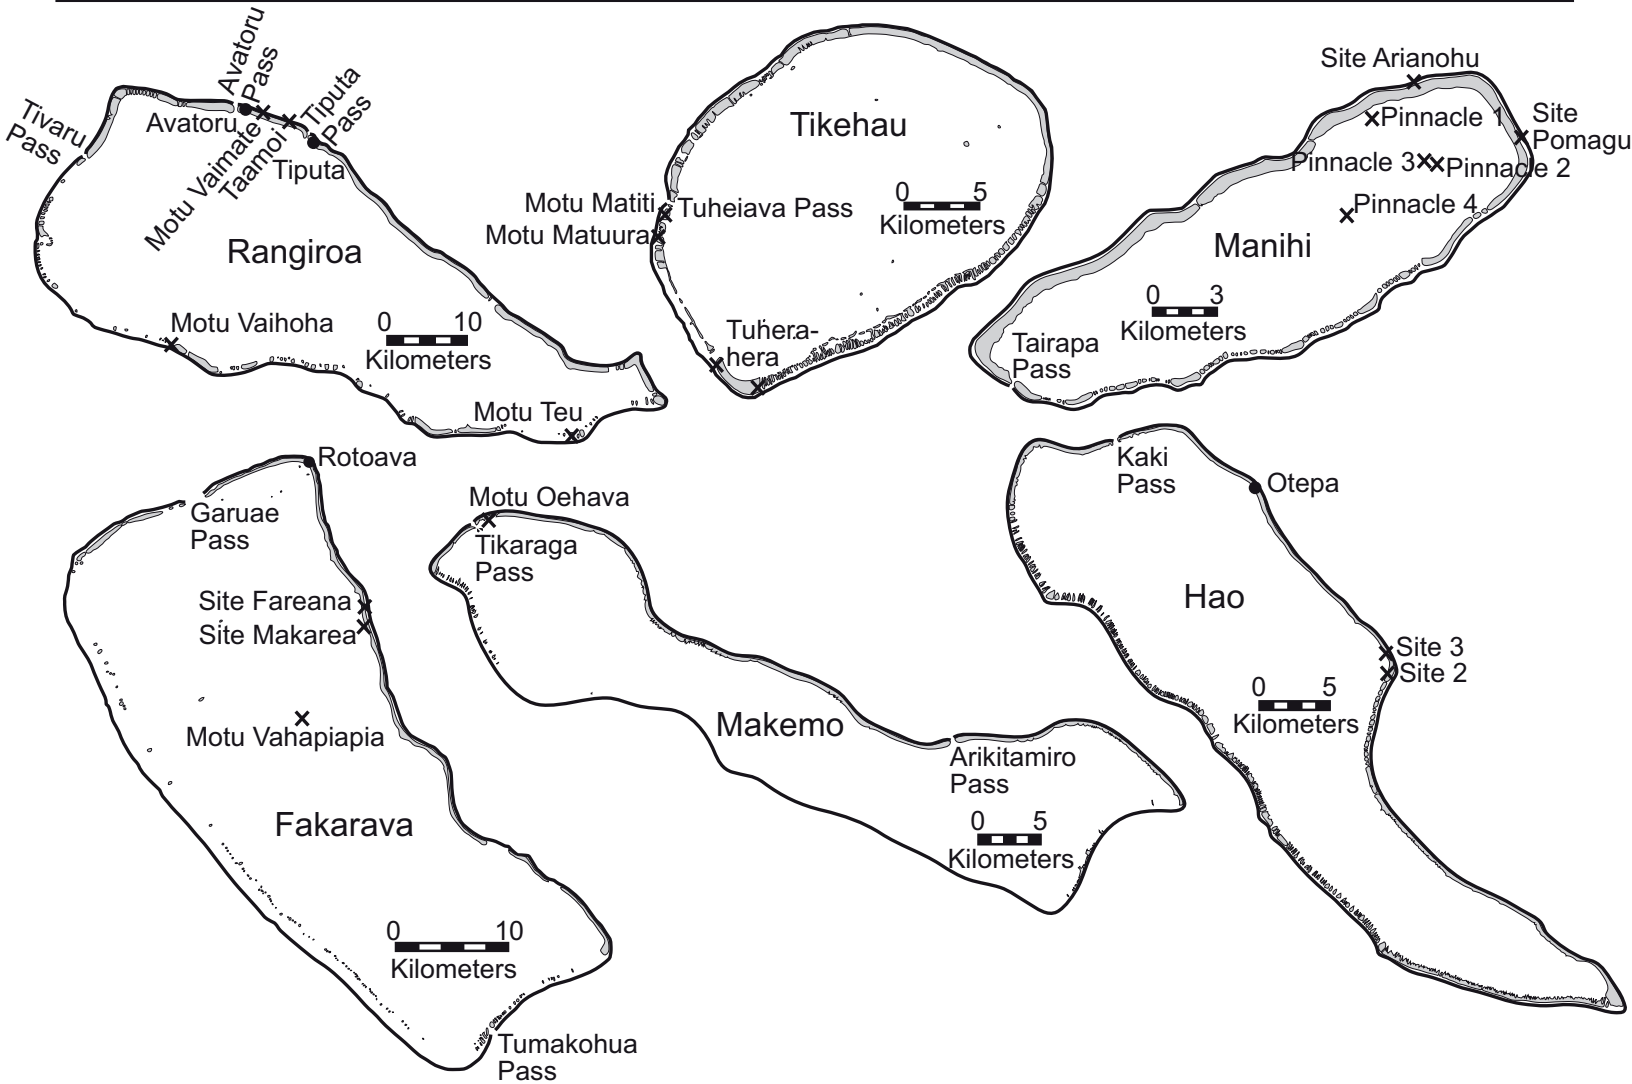 Avatoru
Pass
Tiputa
Pass
Tivaru
Pass
Avatoru
Motu Vaimate
Taamoi
Tiputa
Rangiroa
Motu Vaihoha
0 10
Kilometers
Motu Teu
Tikehau
Motu Matiti
Tuheiava Pass
Motu Matuura
0 5
Kilometers
Tuhera-
hera
Site Arianohu
Pinnacle 1
Site
Pomagu
Pinnacle 3
Pinnacle 2
Pinnacle 4
Manihi
0 3
Kilometers
Tairapa
Pass
Rotoava
Garuae
Pass
Site Fareana
Site Makarea
Motu Vahapiapia
Fakarava
0 10
Kilometers
Tumakohua
Pass
Motu Oehava
Tikaraga
Pass
Makemo
Arikitamiro
Pass
0 5
Kilometers
Kaki
Pass
Otepa
Hao
Site 3
Site 2
0 5
Kilometers